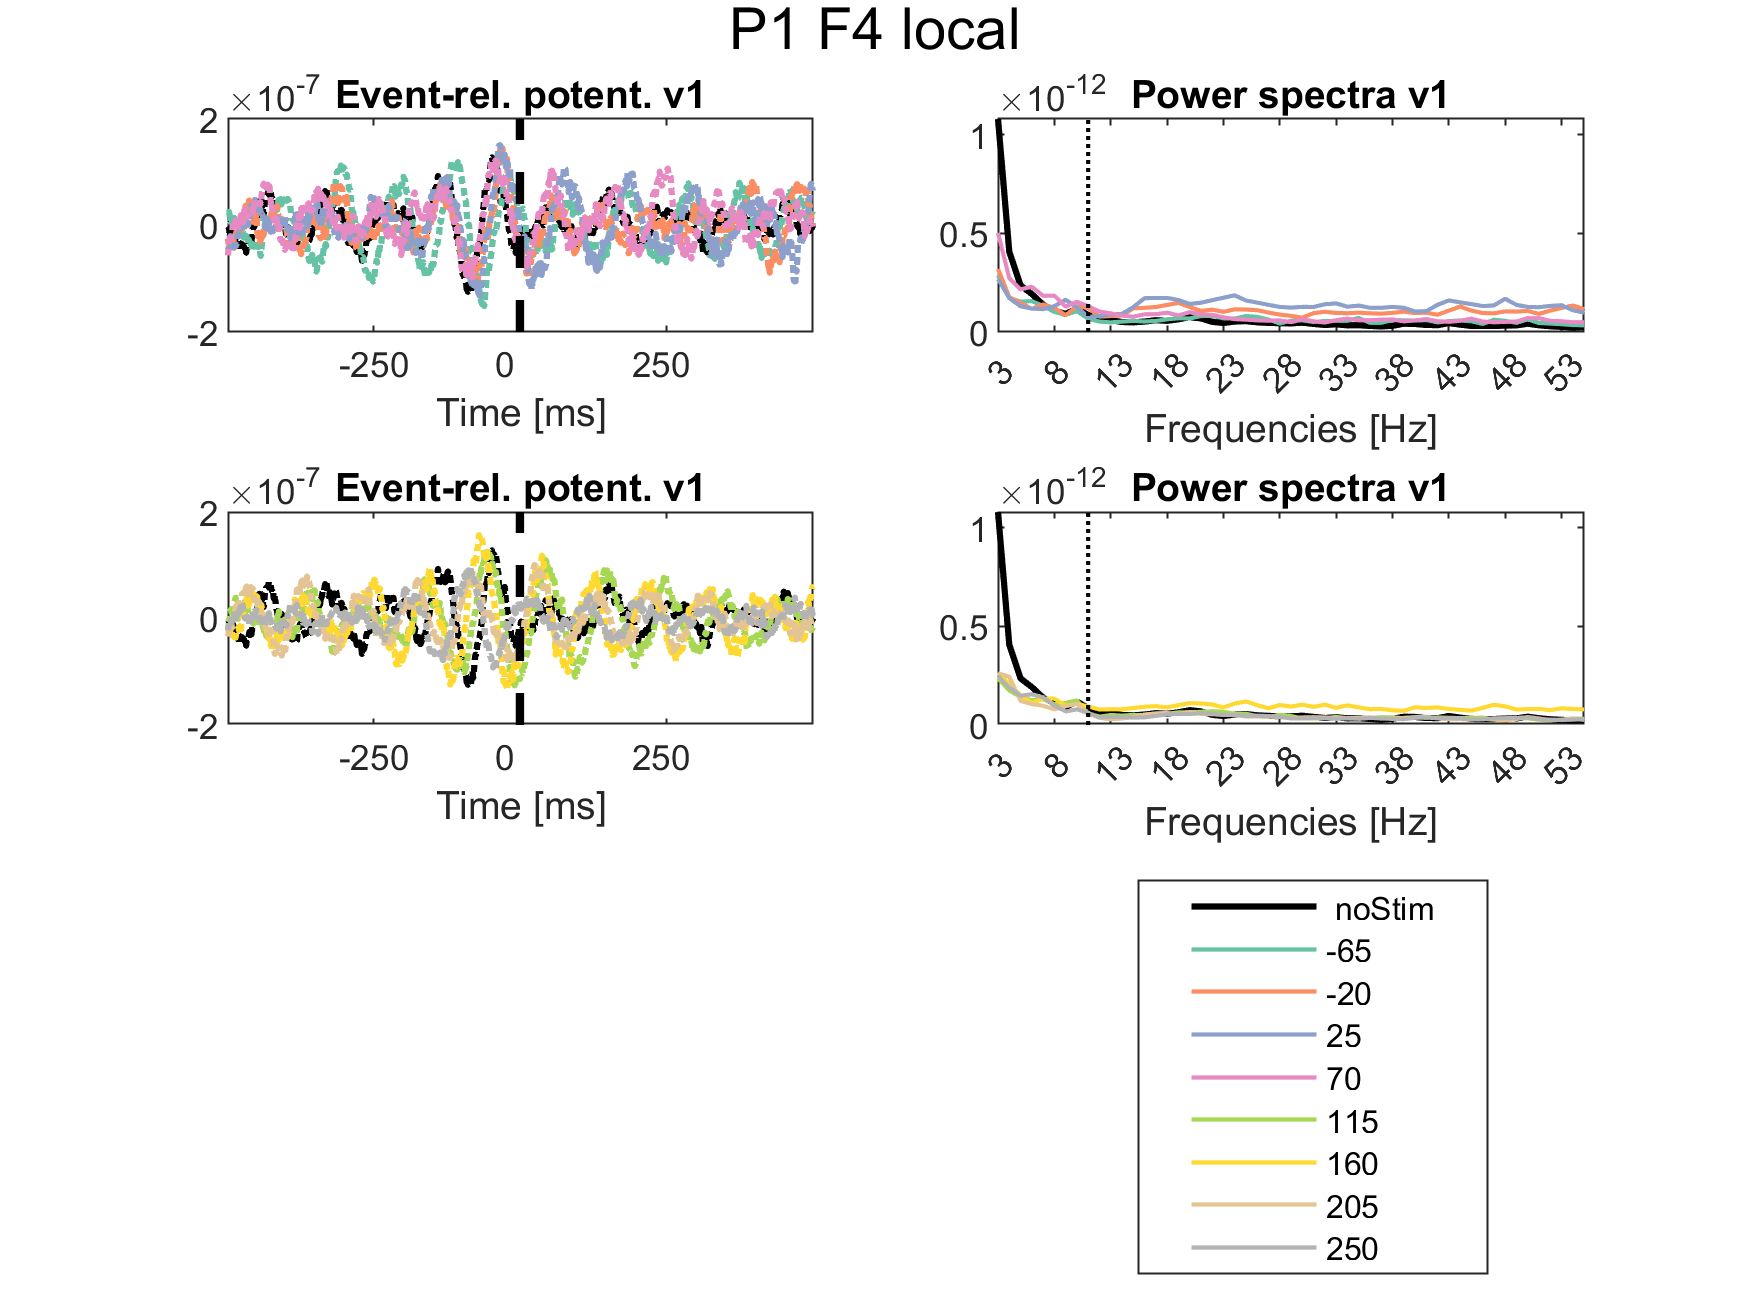 P1 F4 local
×10-7 Event-rel. potent. v1
2
0
-2
-250 0 250
Time [ms]
×10-12 Power spectra v1
1
0.5
0
3 8 13 18 23 28 33 38 43 48 53
Frequencies [Hz]
×10-7 Event-rel. potent. v1
2
0
-2
-250 0 250
Time [ms]
×10-12 Power spectra v1
1
0.5
0
3 8 13 18 23 28 33 38 43 48 53
Frequencies [Hz]
noStim
-65
-20
25
70
115
160
205
250